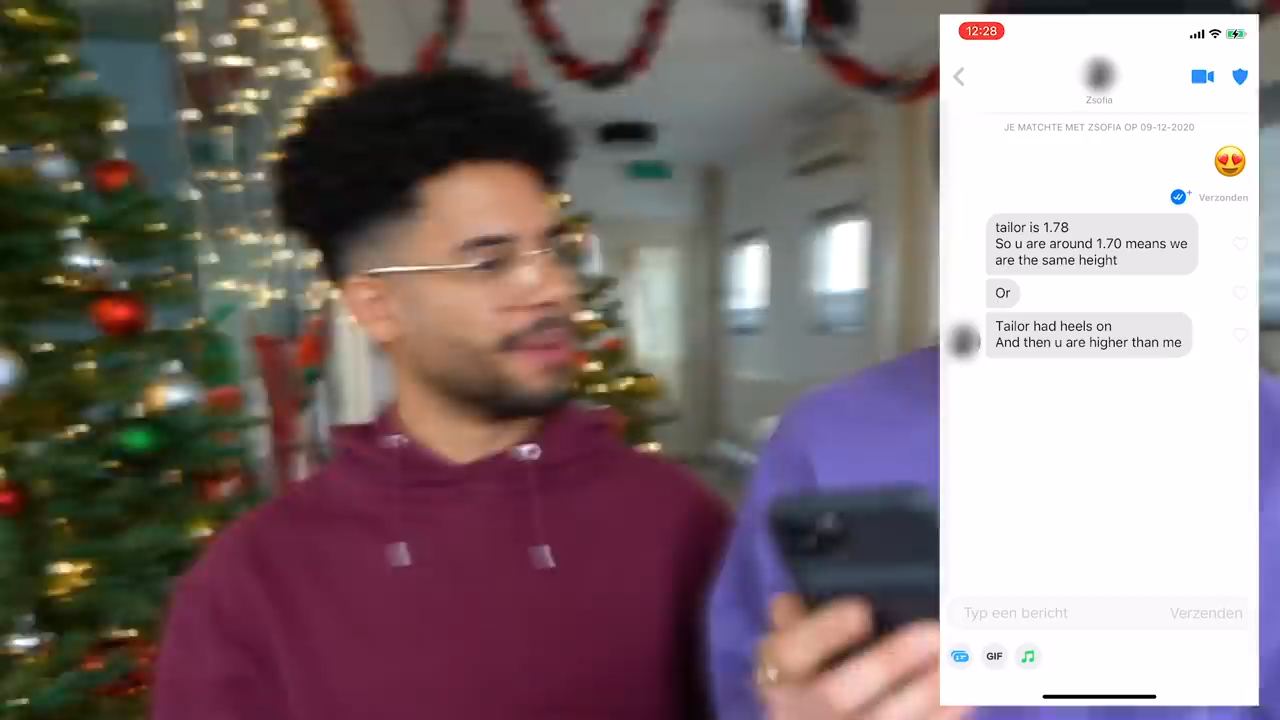 12:28
Zsofia
JE MATCHTE MET ZSOFIA OP 09-12-2020
Verzonden
tailor is 1.78
So u are around 1.70 means we
are the same height
Or
Tailor had heels on
And then u are higher than me
Typ een bericht
Verzenden
GIF